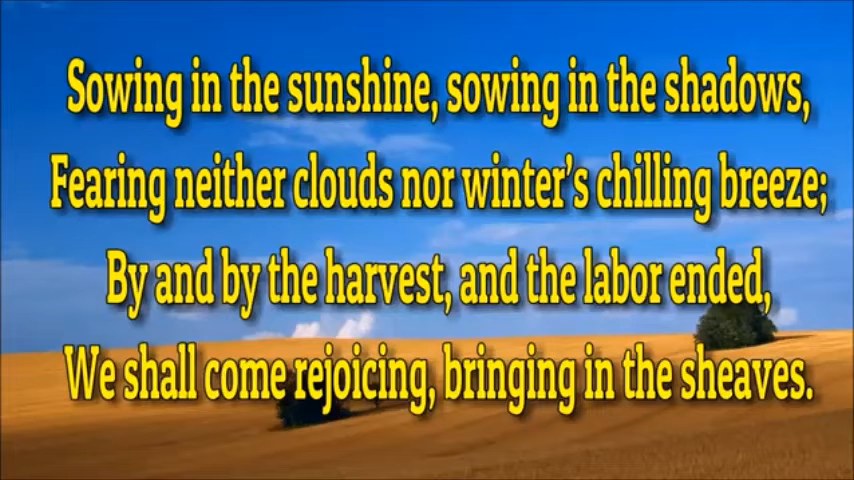 Sowing in the sunshine, sowing in the shadows,
Fearing neither clouds nor winter’s chilling breeze;
By and by the harvest, and the labor ended,
We shall come rejoicing, bringing in the sheaves.